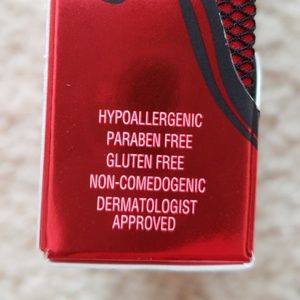 HYPOALLERGENIC
PARABEN FREE
GLUTEN FREE
NON-COMEDOGENIC
DERMATOLOGIST
APPROVED